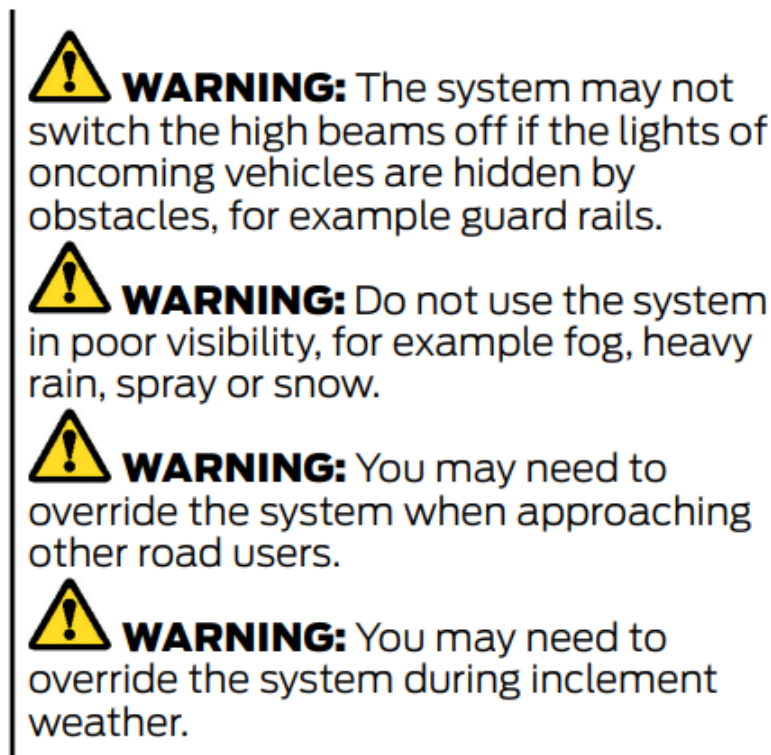 WARNING: The system may not
switch the high beams off if the lights of
oncoming vehicles are hidden by
obstacles, for example guard rails.
WARNING: Do not use the system
in poor visibility, for example fog, heavy
rain, spray or snow.
WARNING: You may need to
override the system when approaching
other road users.
WARNING: You may need to
override the system during inclement
weather.